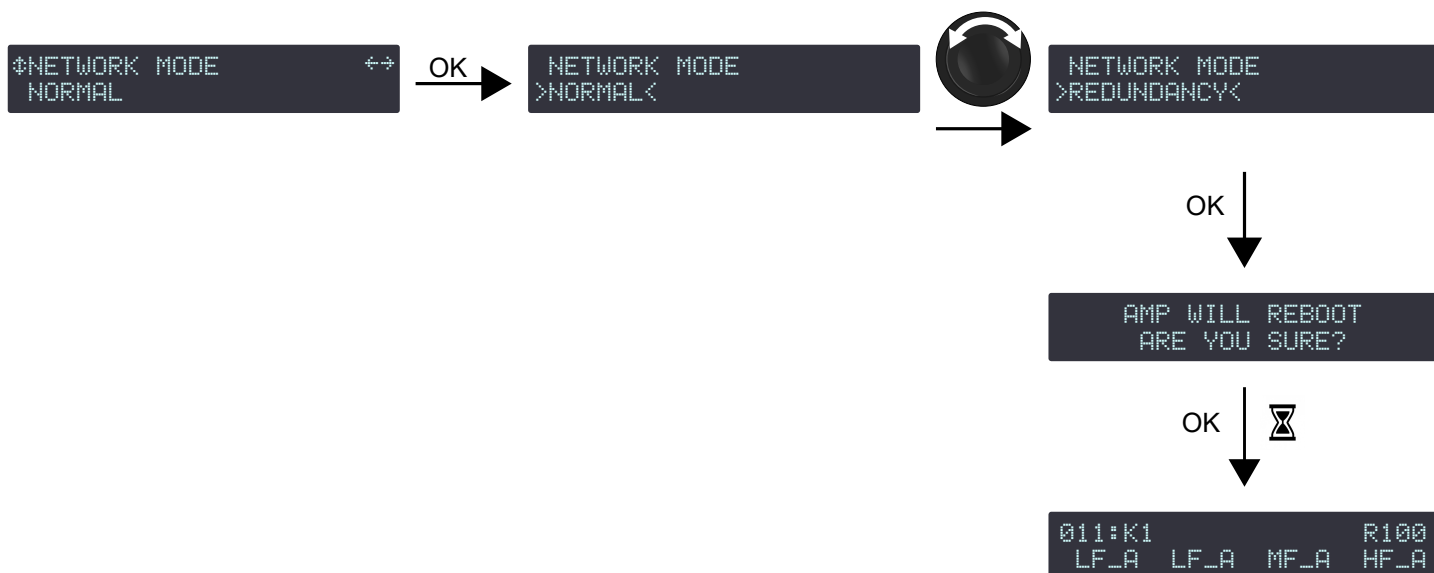 ↕NETWORK MODE ←→
NORMAL
OK
NETWORK MODE
>NORMAL<
NETWORK MODE
>REDUNDANCY<
OK
AMP WILL REBOOT
ARE YOU SURE?
OK
011:K1 R100
LF_A LF_A MF_A HF_A